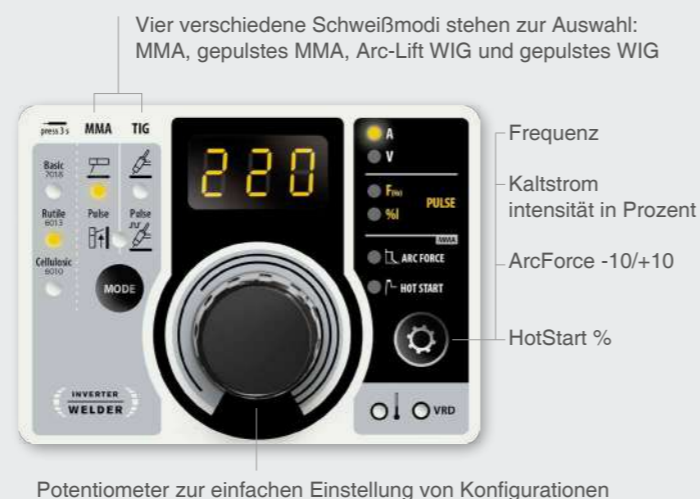 Vier verschiedene Schweißmodi stehen zur Auswahl:
MMA, gepulstes MMA, Arc-Lift WIG und gepulstes WIG
press 3 s MMA TIG
Basic
7018
Rutile
6013
Cellulosic
6010
Pulse Pulse
MODE
INVERTER
WELDER
220
A
V
F(Hz)
%I
PULSE
MMA
ARC FORCE
HOT START
VRD
Frequenz
Kaltstrom
intensität in Prozent
ArcForce -10/+10
HotStart %
Potentiometer zur einfachen Einstellung von Konfigurationen